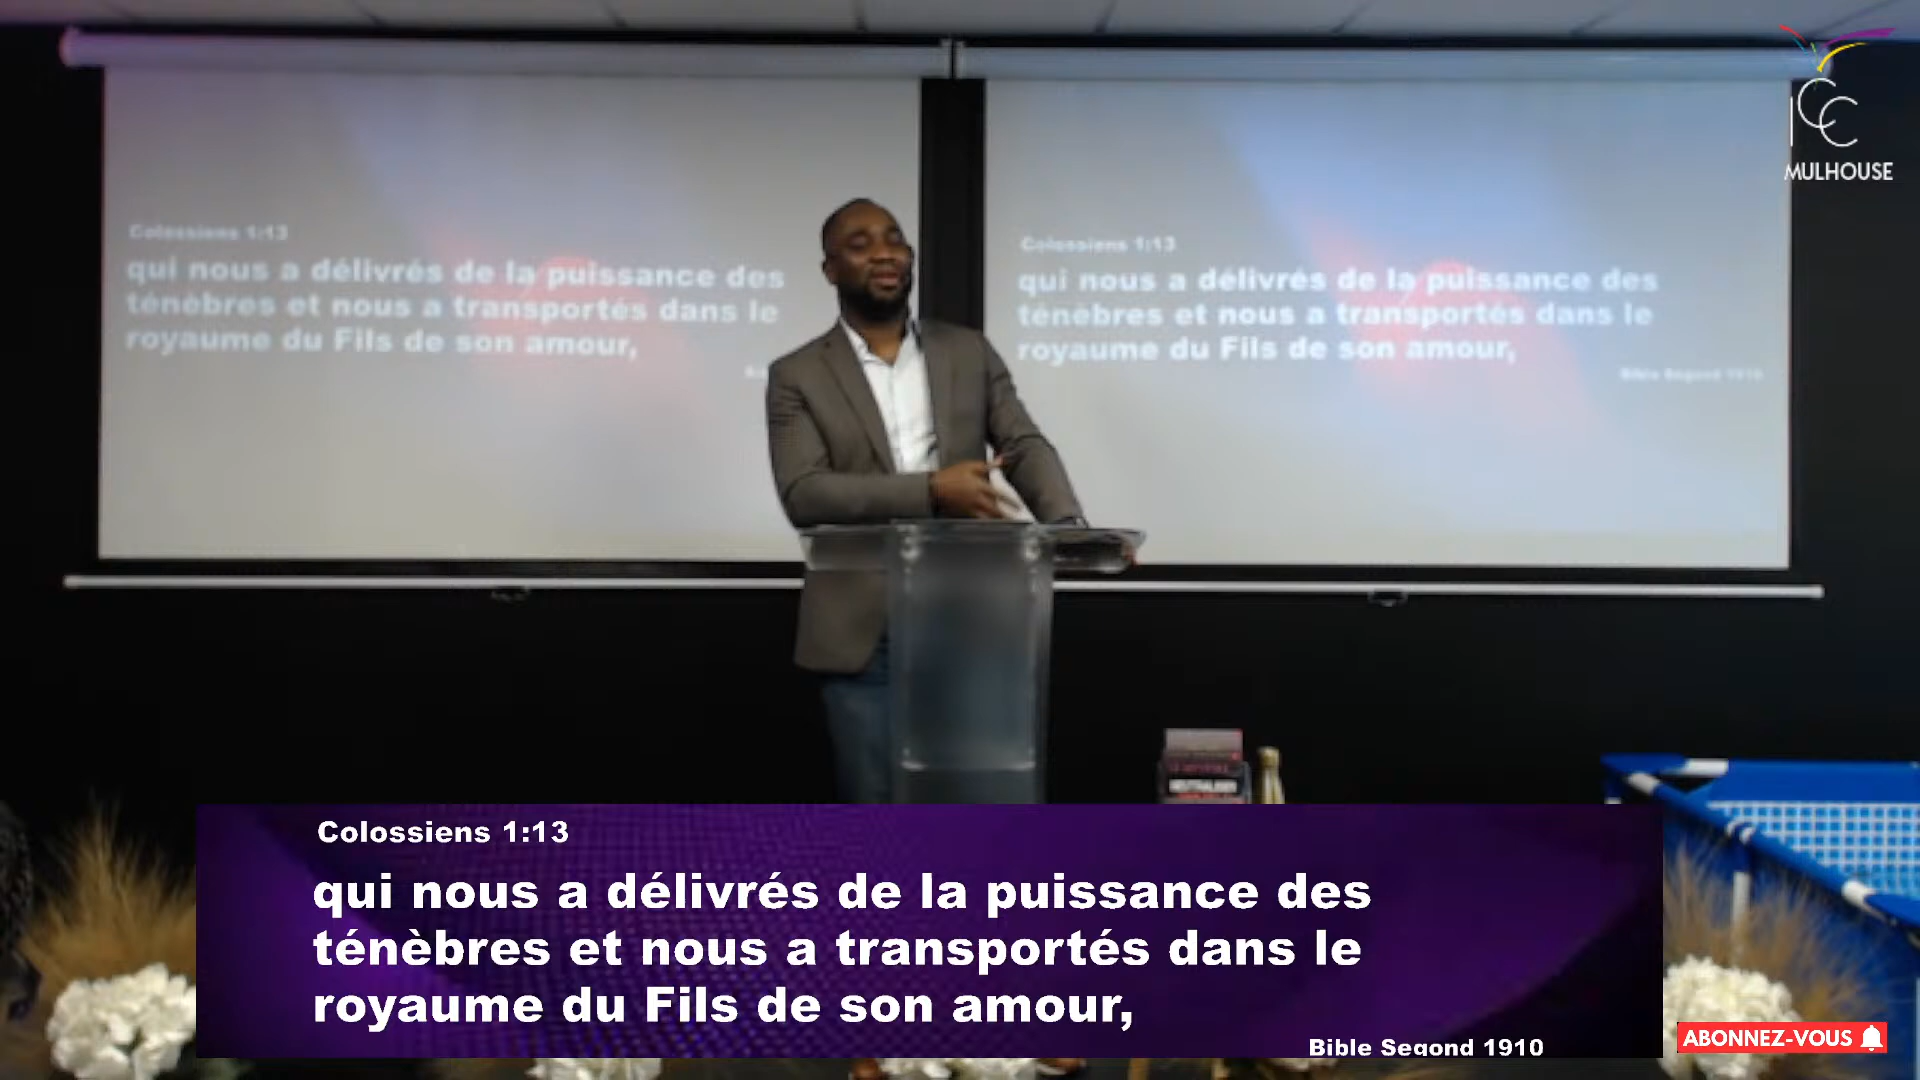 ICC
MULHOUSE
Colossiens 1:13
qui nous a délivrés de la puissance des
ténèbres et nous a transportés dans le
royaume du Fils de son amour,
Colossiens 1:13
qui nous a délivrés de la puissance des
ténèbres et nous a transportés dans le
royaume du Fils de son amour,
Bible Segond 1910
Colossiens 1:13
qui nous a délivrés de la puissance des
ténèbres et nous a transportés dans le
royaume du Fils de son amour,
Bible Segond 1910
ABONNEZ-VOUS